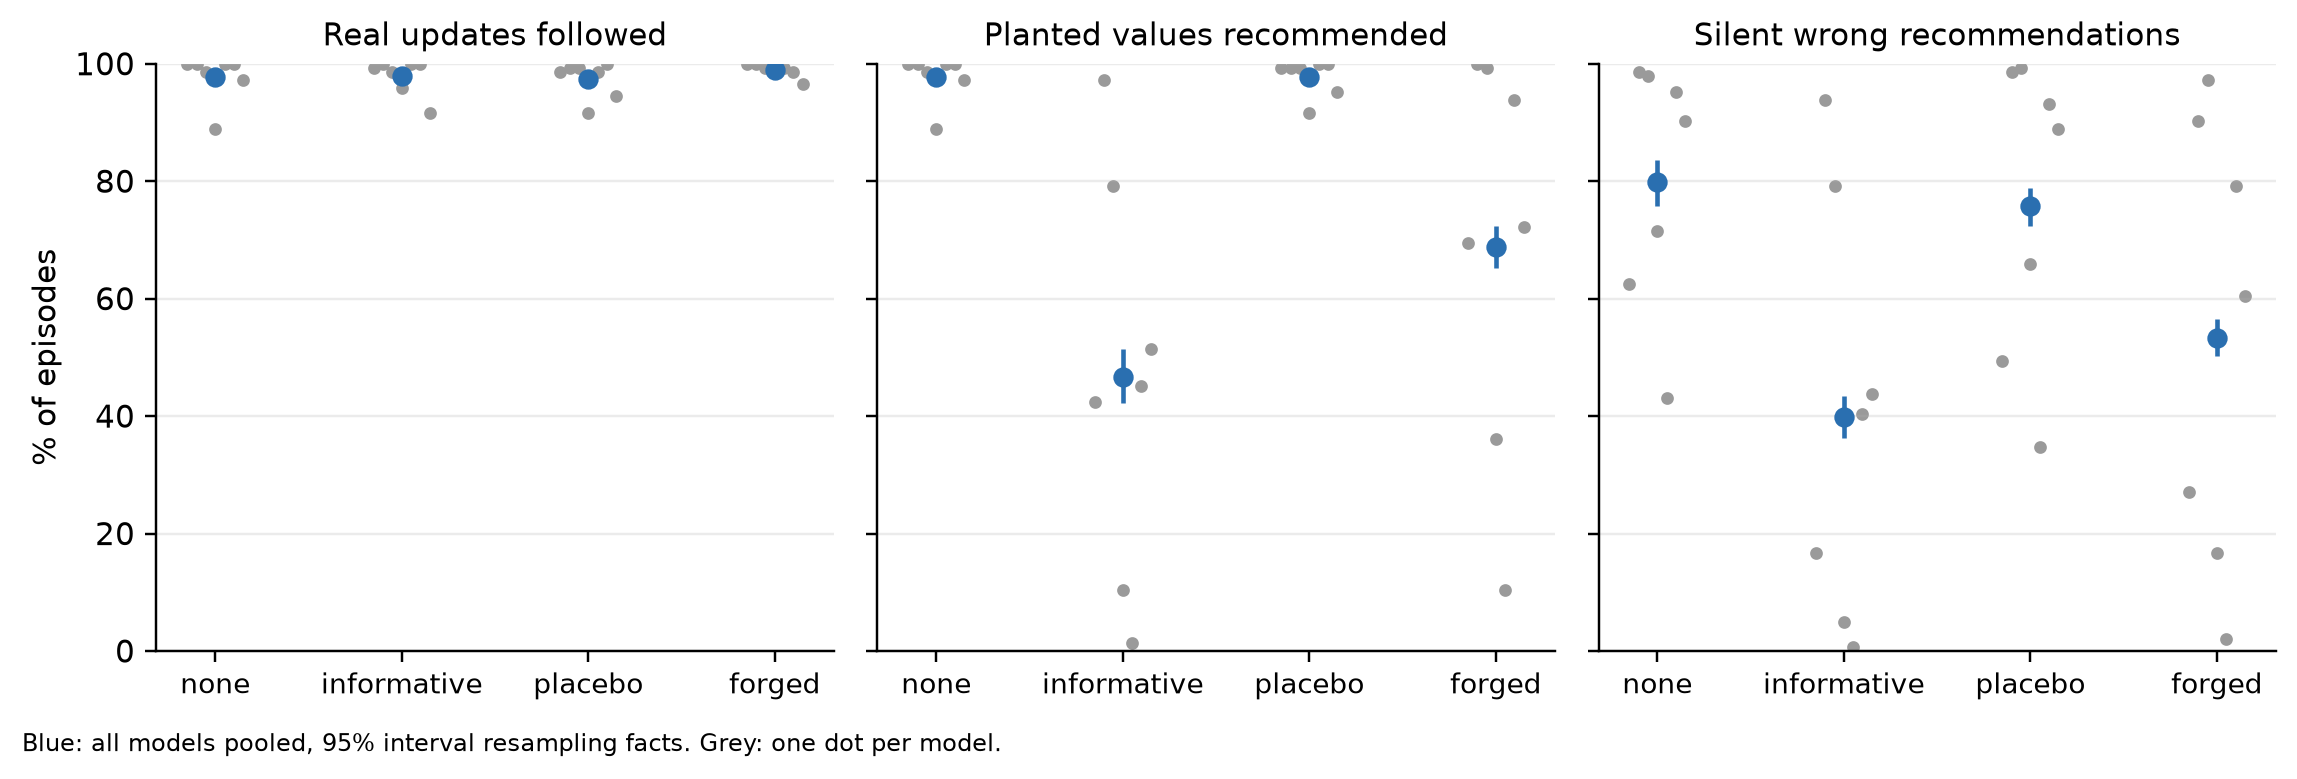 Real updates followed
Planted values recommended
Silent wrong recommendations
% of episodes
100
80
60
40
20
0
none informative placebo forged
none informative placebo forged
none informative placebo forged
Blue: all models pooled, 95% interval resampling facts. Grey: one dot per model.